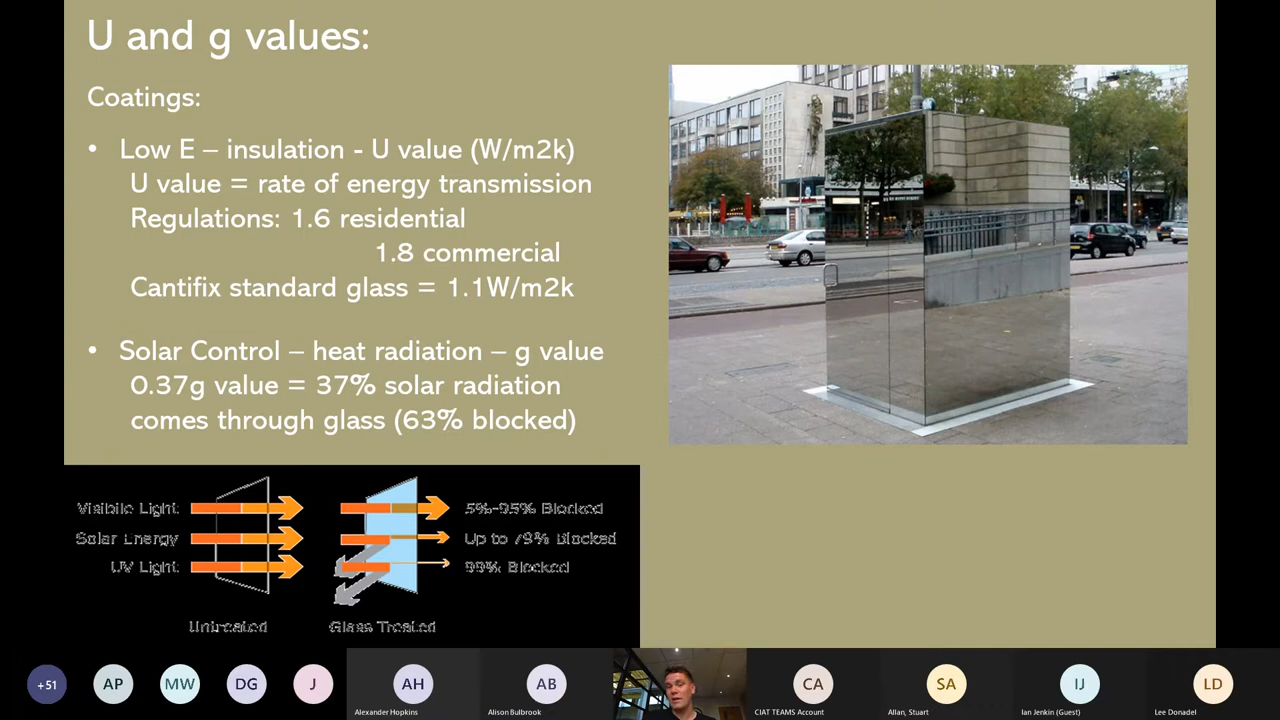 U and g values:
Coatings:
• Low E – insulation - U value (W/m2k)
U value = rate of energy transmission
Regulations: 1.6 residential
1.8 commercial
Cantifix standard glass = 1.1W/m2k
• Solar Control – heat radiation – g value
0.37g value = 37% solar radiation
comes through glass (63% blocked)
Visibile Light
5%-95% Blocked
Solar Energy
Up to 79% Blocked
UV Light
99% Blocked
Untreated
Glass Treated
+51
AP
MW
DG
J
AH
AB
CA
SA
IJ
LD
Alexander Hopkins
Alison Bulbrook
CIAT TEAMS Account
Allan, Stuart
Ian Jenkin (Guest)
Lee Donadel